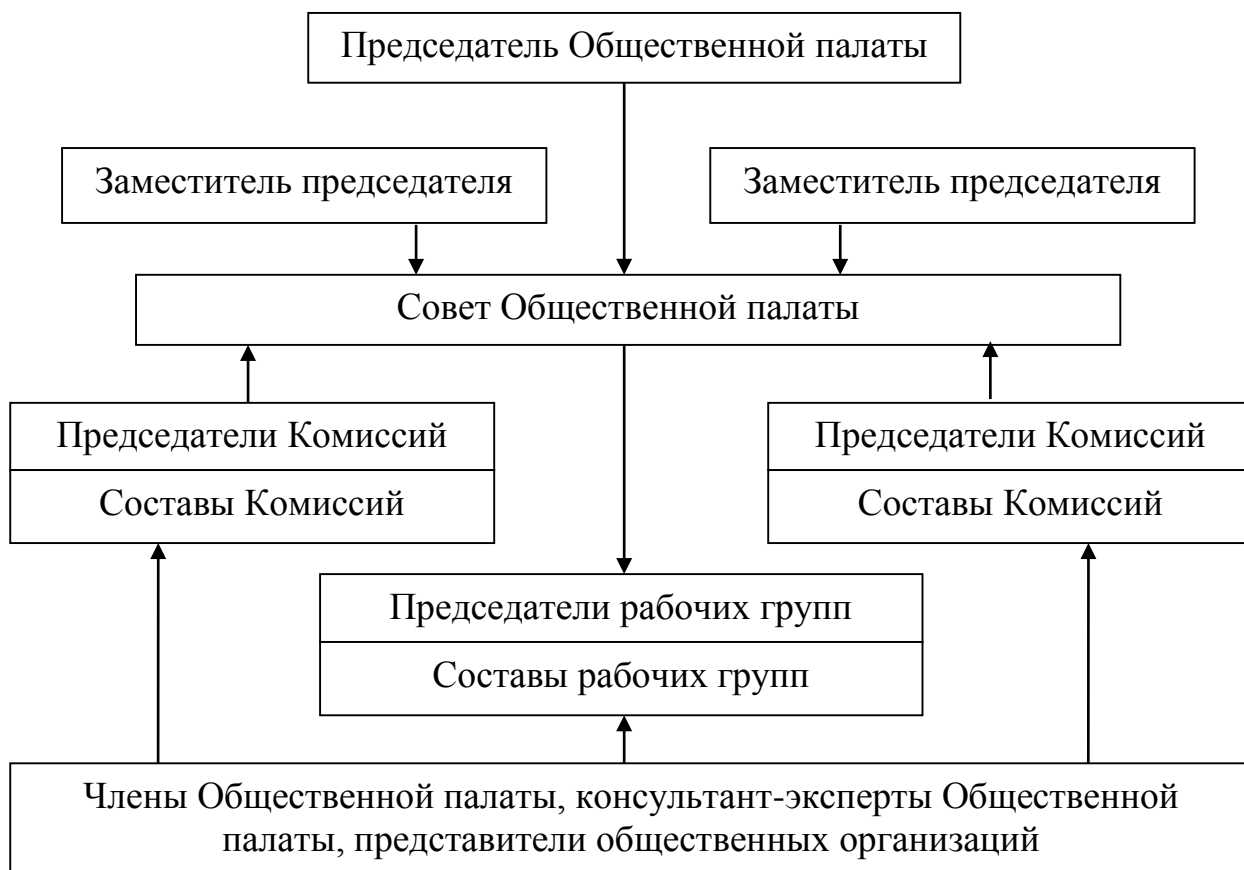 Председатель Общественной палаты
Заместитель председателя
Заместитель председателя
Совет Общественной палаты
Председатели Комиссий
Составы Комиссий
Председатели Комиссий
Составы Комиссий
Председатели рабочих групп
Составы рабочих групп
Члены Общественной палаты, консультант-эксперты Общественной
палаты, представители общественных организаций